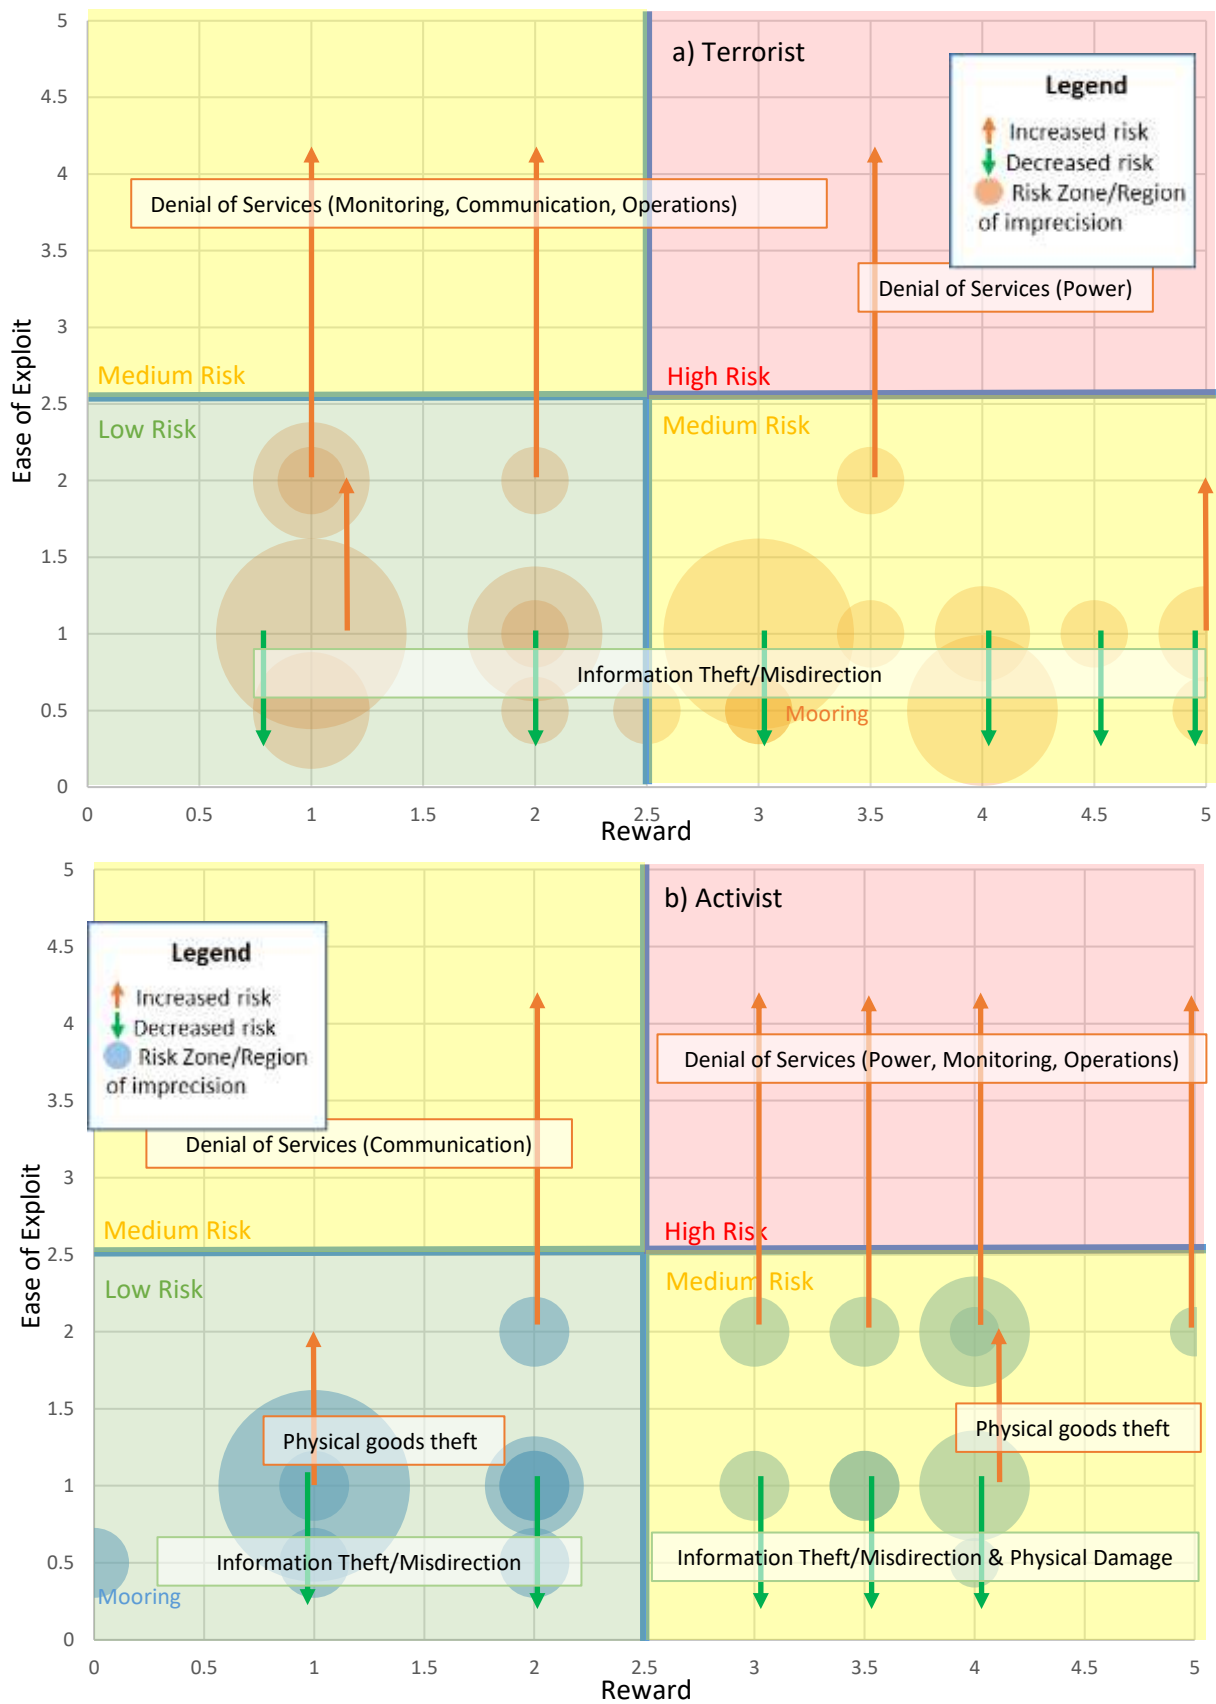 5
a) Terrorist
Legend
4.5
Increased risk
Decreased risk
4
Risk Zone/Region
of imprecision
Denial of Services (Monitoring, Communication, Operations)
3.5
Denial of Services (Power)
3
Ease of Exploit
Medium Risk
High Risk
2.5
Low Risk
Medium Risk
2
1.5
1
Information Theft/Misdirection
Mooring
0.5
0
0 0.5 1 1.5 2 2.5 3 3.5 4 4.5 5
Reward
5
b) Activist
4.5
Legend
Increased risk
4
Decreased risk
Risk Zone/Region
of imprecision
Denial of Services (Power, Monitoring, Operations)
3.5
Denial of Services (Communication)
3
Ease of Exploit
Medium Risk
High Risk
2.5
Low Risk
Medium Risk
2
1.5
Physical goods theft
Physical goods theft
1
0.5
Information Theft/Misdirection
Information Theft/Misdirection & Physical Damage
Mooring
0
0 0.5 1 1.5 2 2.5 3 3.5 4 4.5 5
Reward